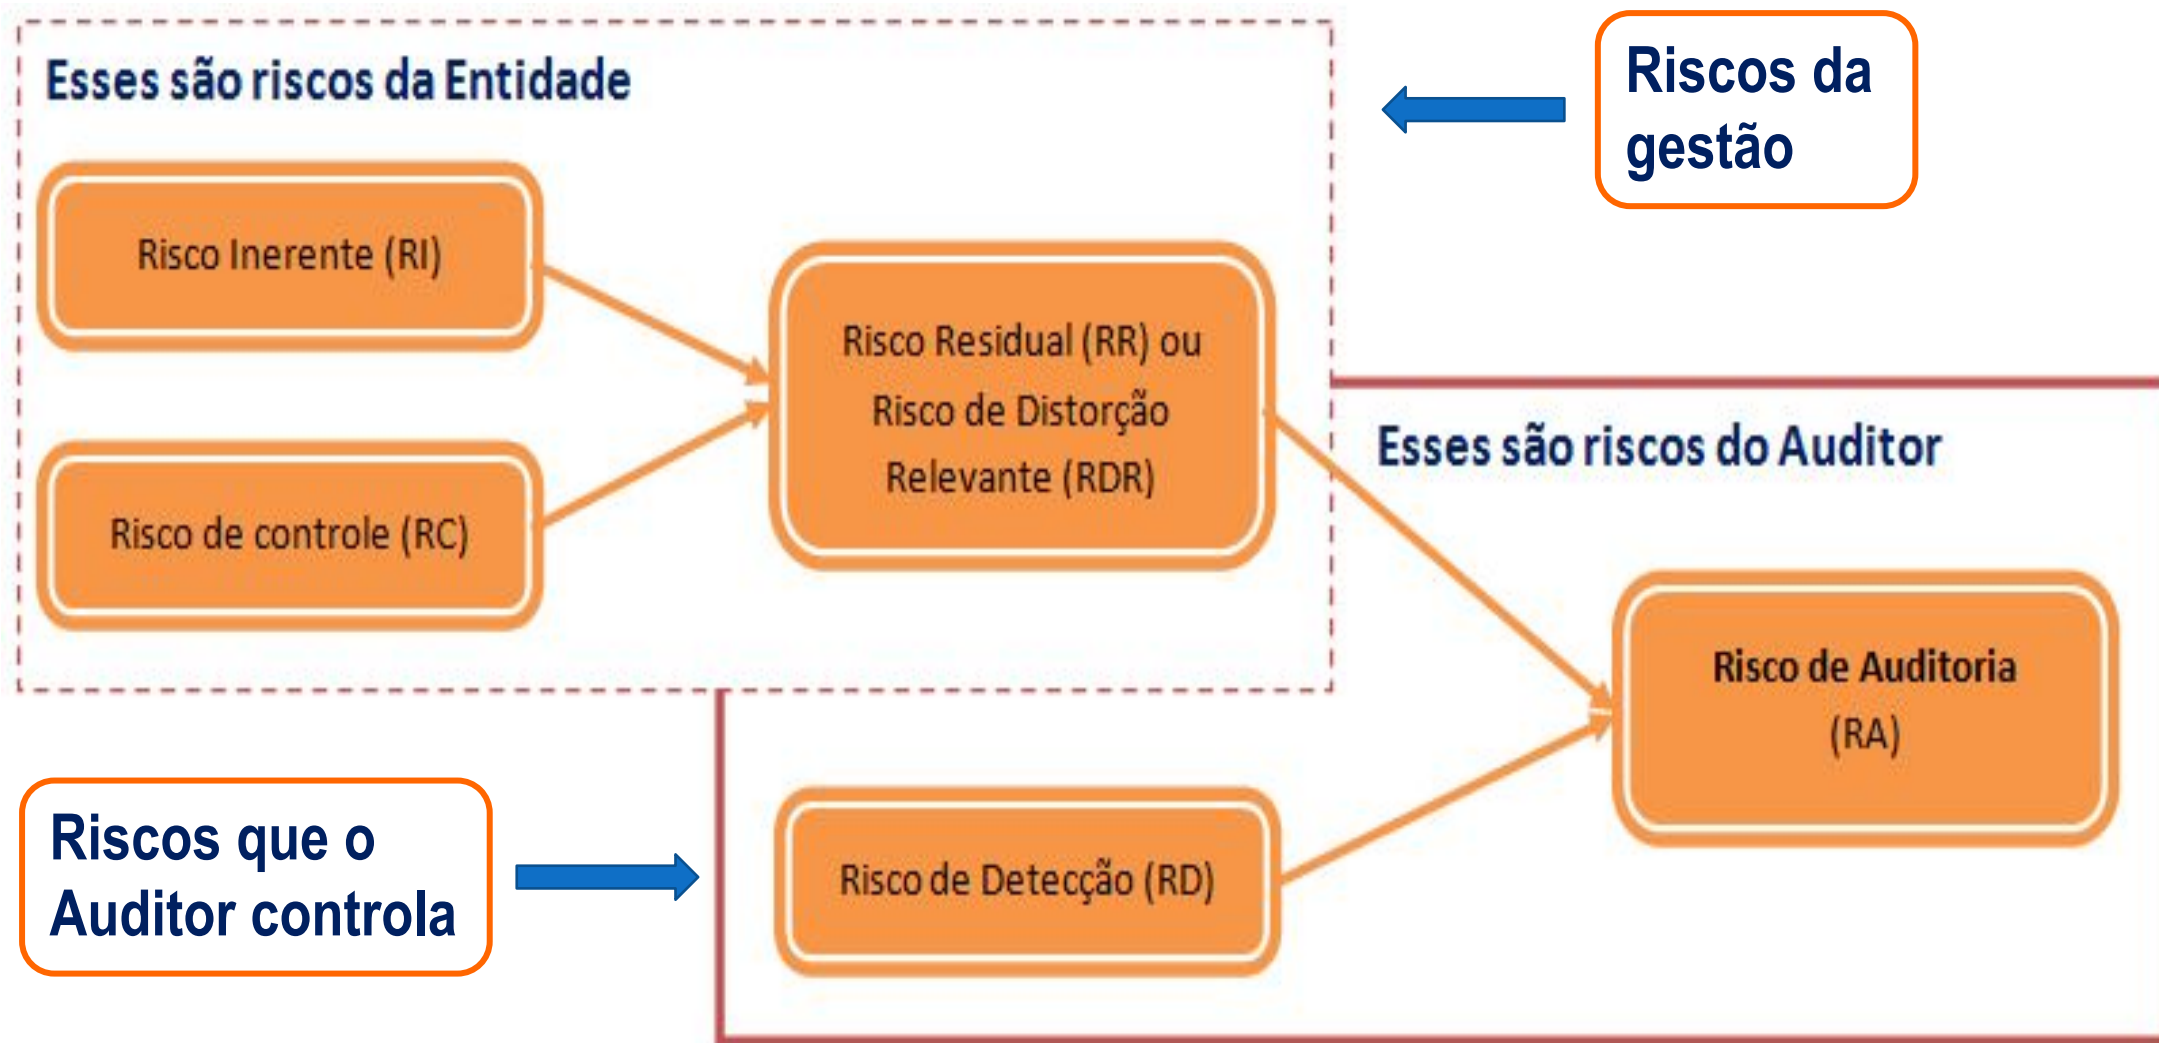 Esses são riscos da Entidade
Riscos da
gestão
Risco Inerente (RI)
Risco Residual (RR) ou
Risco de Distorção
Relevante (RDR)
Risco de controle (RC)
Esses são riscos do Auditor
Risco de Auditoria
(RA)
Riscos que o
Auditor controla
Risco de Detecção (RD)